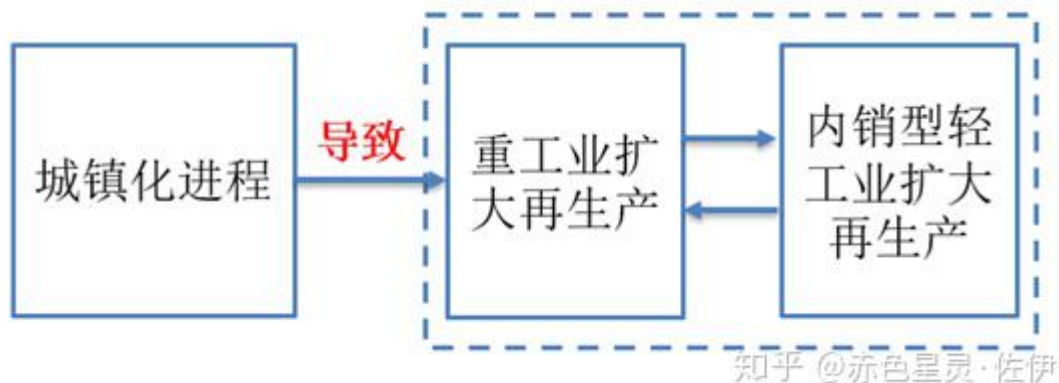 城镇化进程
导致
重工业扩
大再生产
内销型轻
工业扩大
再生产
知乎 @赤色星灵·佐伊